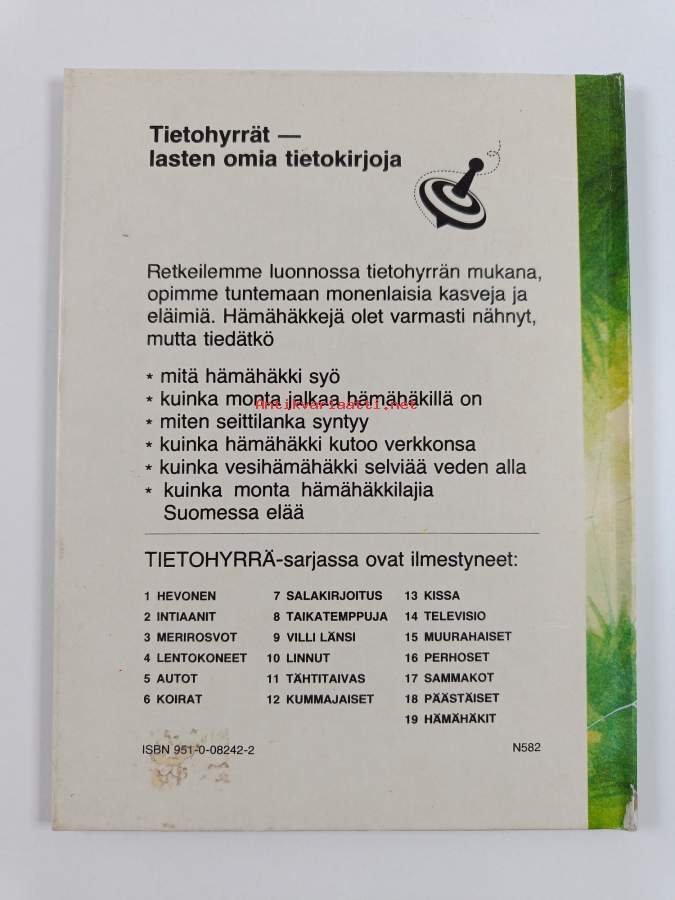 Tietohyrrät —
lasten omia tietokirjoja
Retkeilemme luonnossa tietohyrrän mukana,
opimme tuntemaan monenlaisia kasveja ja
eläimiä. Hämähäkkejä olet varmasti nähnyt,
mutta tiedätkö
* mitä hämähäkki syö
* kuinka monta jalkaa hämähäkillä on
Antikvariaatti.net
* miten seittilanka syntyy
* kuinka hämähäkki kutoo verkkonsa
* kuinka vesihämähäkki selviää veden alla
* kuinka monta hämähäkkilajia
Suomessa elää
TIETOHYRRÄ-sarjassa ovat ilmestyneet:
1 HEVONEN
2 INTIAANIT
3 MERIROSVOT
4 LENTOKONEET
5 AUTOT
6 KOIRAT
7 SALAKIRJOITUS
8 TAIKATEMPPUJA
9 VILLI LÄNSI
10 LINNUT
11 TÄHTITAIVAS
12 KUMMAJAISET
13 KISSA
14 TELEVISIO
15 MUURAHAISET
16 PERHOSET
17 SAMMAKOT
18 PÄÄSTÄISET
19 HÄMÄHÄKIT
ISBN 951-0-08242-2
N582